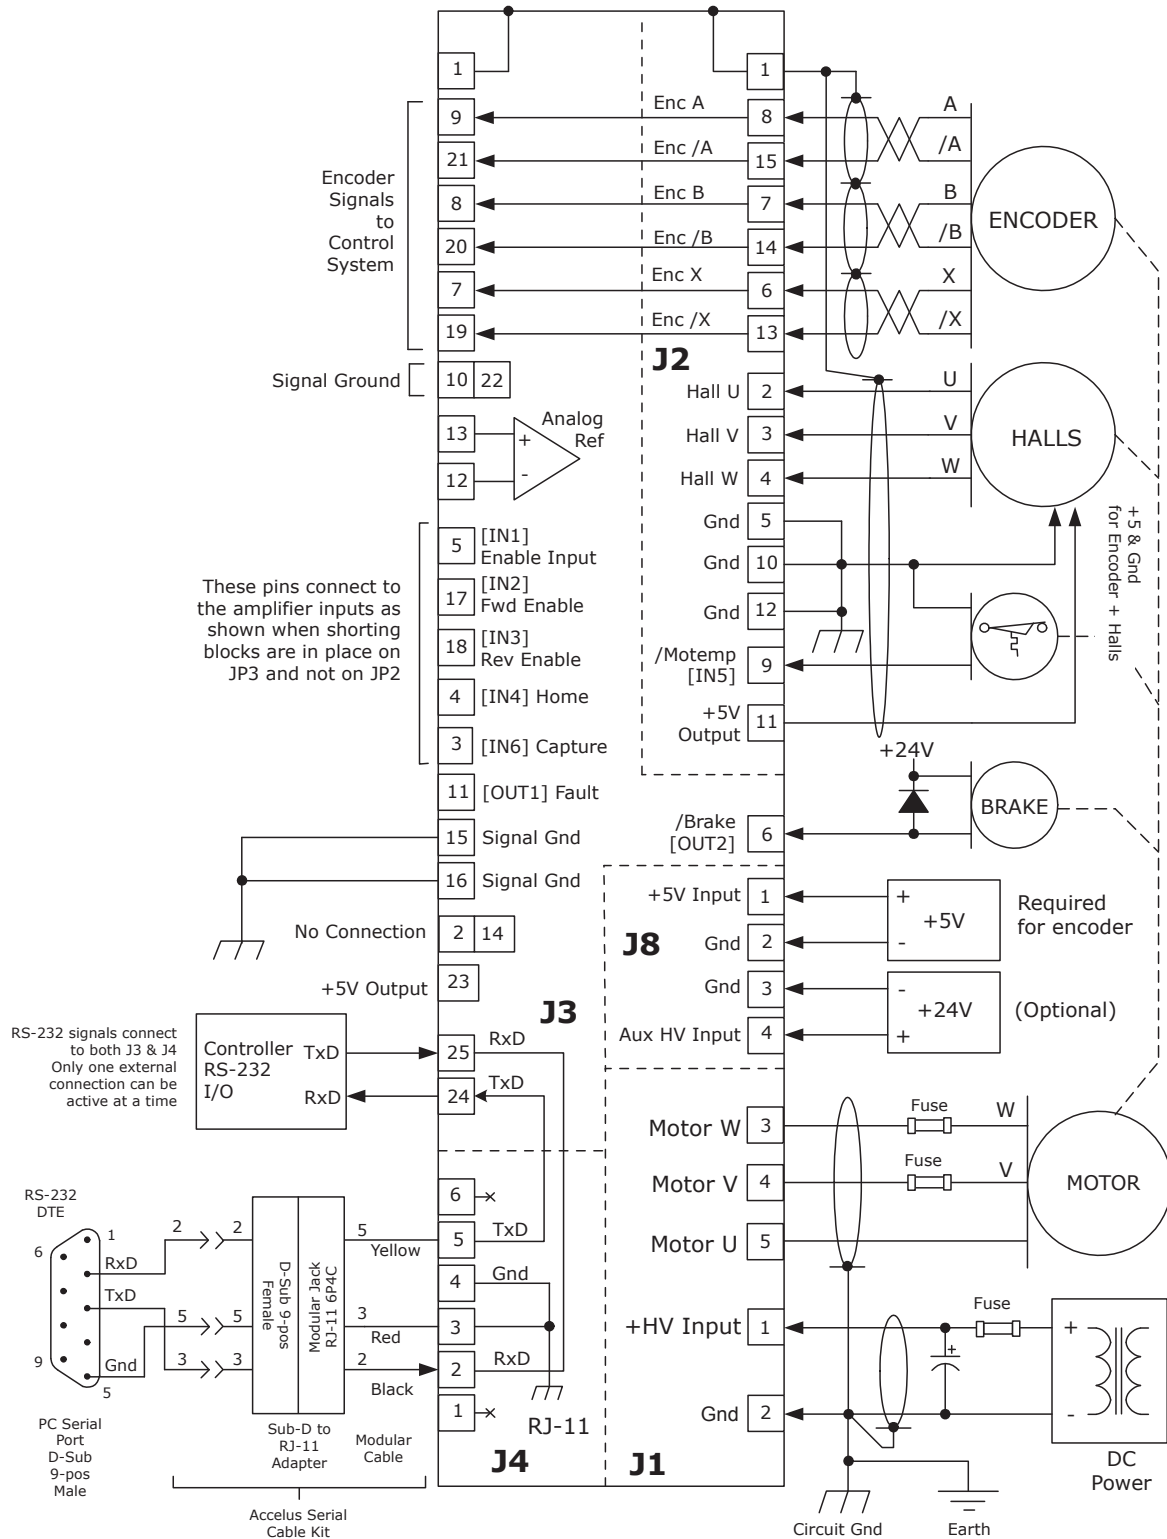 1
1
9
Enc A
8
A
21
Enc /A
15
/A
Encoder
Signals
to
Control
System
8
Enc B
7
B
ENCODER
20
Enc /B
14
/B
7
Enc X
6
X
19
Enc /X
13
/X
J2
Signal Ground
10
22
Hall U
2
U
13
+
Analog
Ref
Hall V
3
V
HALLS
12
-
Hall W
4
W
Gnd
5
+5 & Gnd
for Encoder + Halls
These pins connect to
the amplifier inputs as
shown when shorting
blocks are in place on
JP3 and not on JP2
5
[IN1]
Enable Input
Gnd
10
17
[IN2]
Fwd Enable
Gnd
12
18
[IN3]
Rev Enable
/Motemp
[IN5]
9
4
[IN4] Home
+5V
Output
11
3
[IN6] Capture
+24V
11
[OUT1] Fault
BRAKE
15
Signal Gnd
/Brake
[OUT2]
6
16
Signal Gnd
+5V Input
1
+
+5V
-
Required
for encoder
No Connection
2
14
J8
Gnd
2
+5V Output
23
Gnd
3
-
+24V
+
(Optional)
J3
Aux HV Input
4
RS-232 signals connect
to both J3 & J4
Only one external
connection can be
active at a time
Controller
RS-232
I/O
TxD
RxD
25
RxD
24
TxD
Motor W
3
Fuse
W
Motor V
4
Fuse
V
MOTOR
Motor U
5
RS-232
DTE
6
1
RxD
TxD
9
Gnd
5
2
2
5
5
3
3
D-Sub 9-pos
Female
Modular Jack
RJ-11 6P4C
5
Yellow
3
Red
2
Black
6
5
TxD
4
Gnd
3
2
RxD
1
RJ-11
+HV Input
1
+
Fuse
+
-
Gnd
2
DC
Power
PC Serial
Port
D-Sub
9-pos
Male
Sub-D to
RJ-11
Adapter
Modular
Cable
J4
J1
Accelus Serial
Cable Kit
Circuit Gnd
Earth